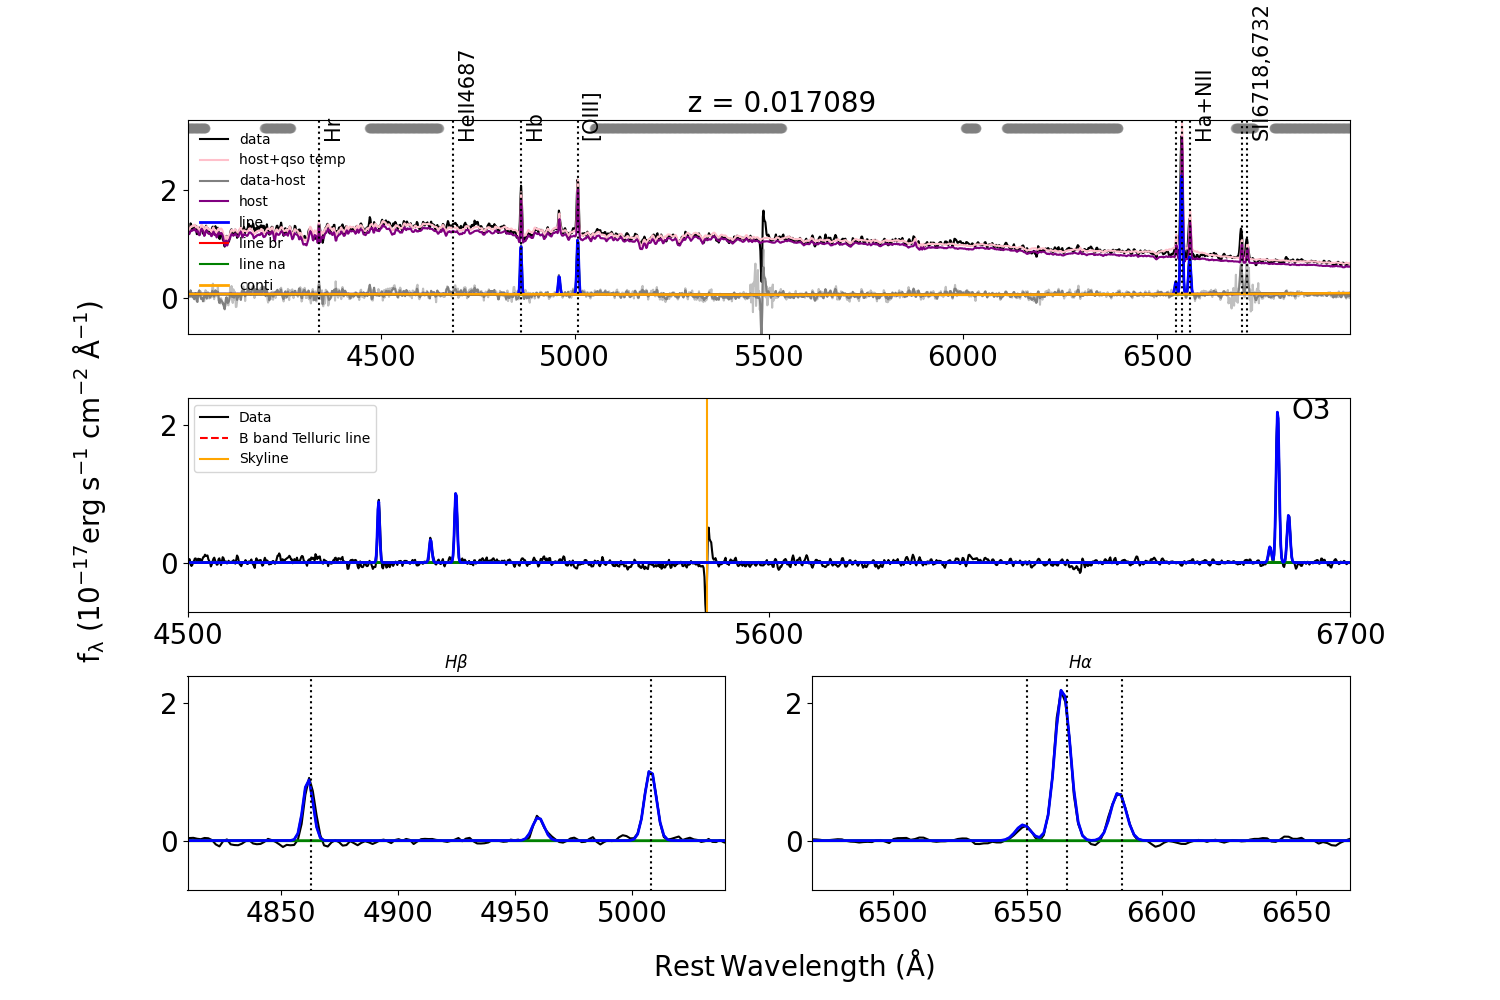 z = 0.017089
Hr
HeII4687
Hb
[OIII]
Ha+NII
SII6718,6732
data
host+qso temp
data-host
host
line
line br
line na
conti
2
0
4500 5000 5500 6000 6500
O3
Data
B band Telluric line
Skyline
2
0
4500 5600 6700
fλ (10−17erg s−1 cm−2 Å−1)
Hβ
2
0
4850 4900 4950 5000
Hα
2
0
6500 6550 6600 6650
Rest Wavelength (Å)